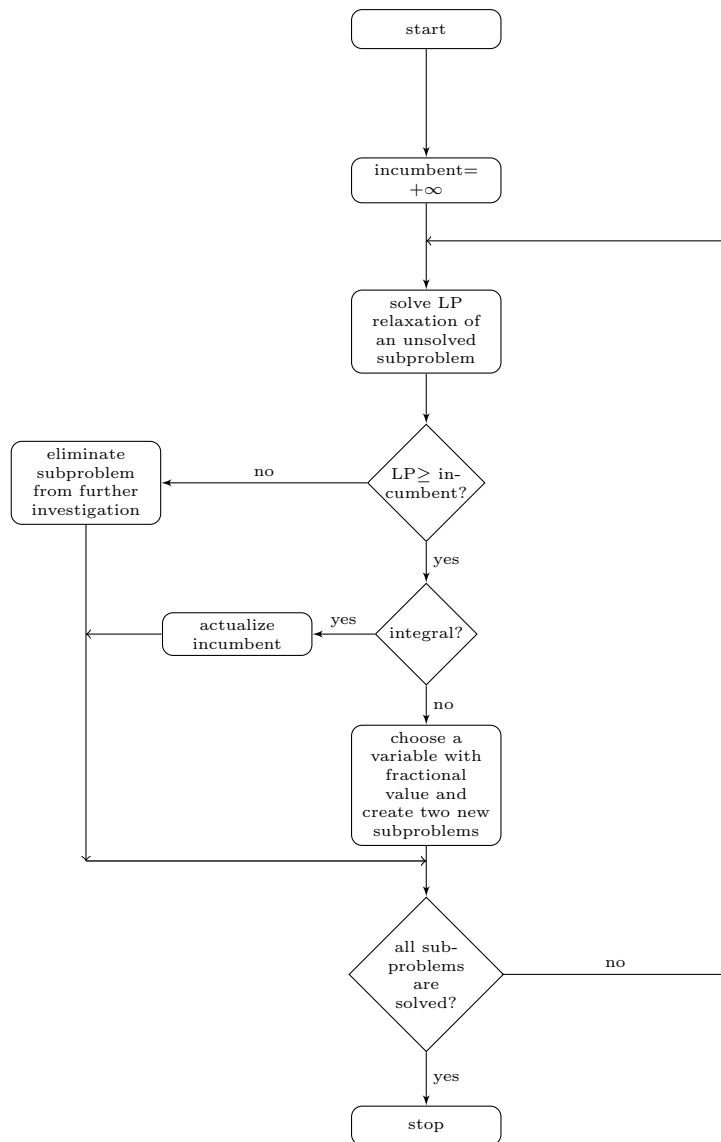 start
incumbent=
+∞
solve LP
relaxation of
an unsolved
subproblem
eliminate
subproblem
from further
investigation
no
LP≥ in-
cumbent?
yes
actualize
incumbent
yes
integral?
no
choose a
variable with
fractional
value and
create two new
subproblems
all sub-
problems
are
solved?
no
yes
stop